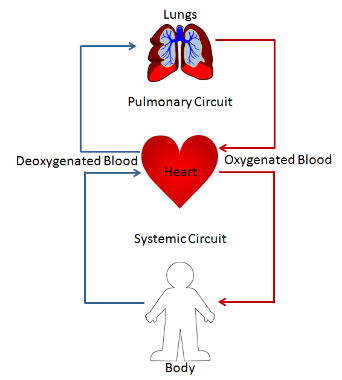 Lungs
Pulmonary Circuit
Deoxygenated Blood
Heart
Oxygenated Blood
Systemic Circuit
Body